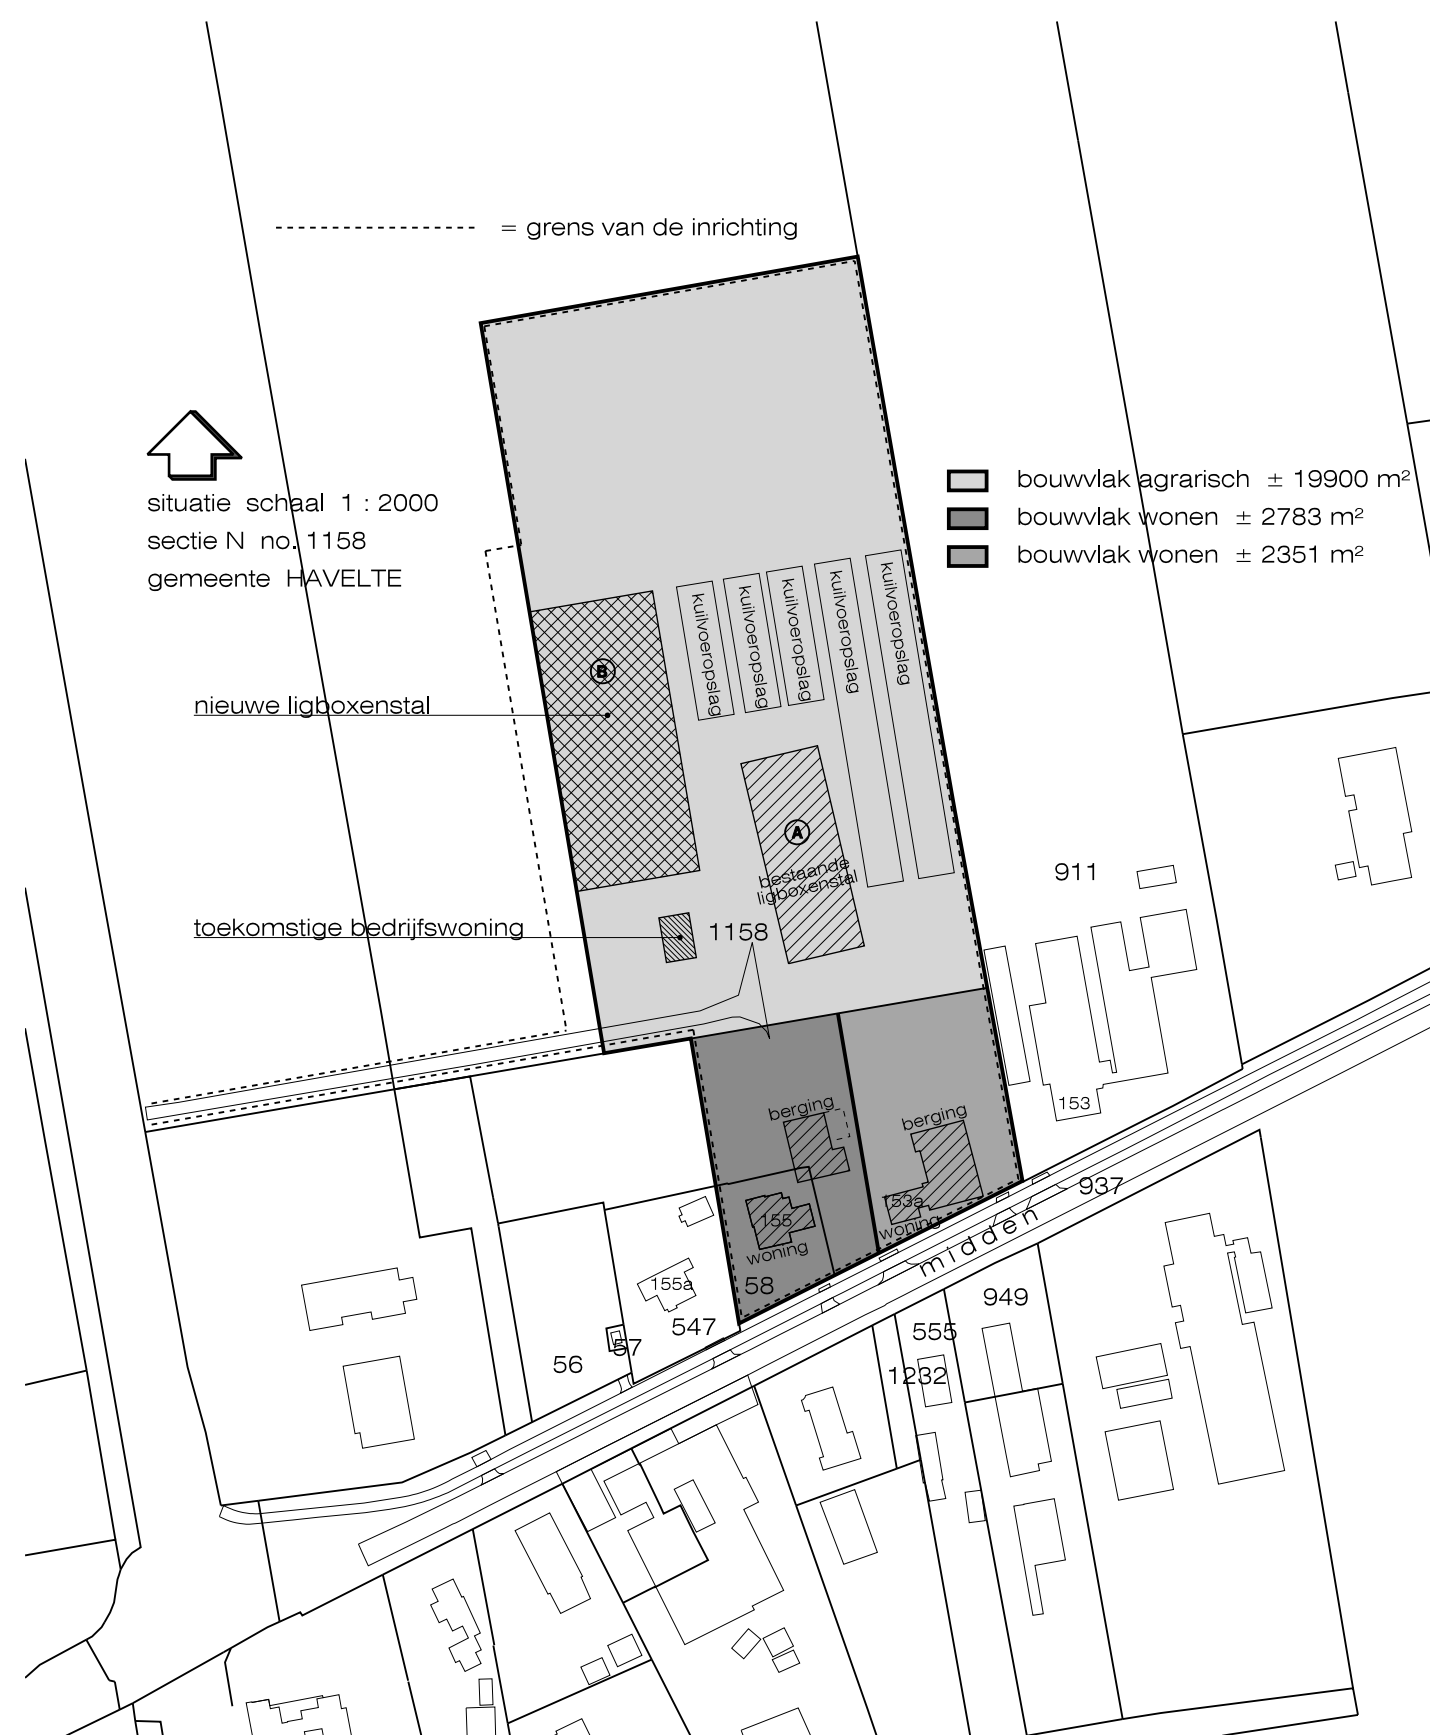 = grens van de inrichting
situatie schaal 1 : 2000
sectie N no. 1158
gemeente HAVELTE
bouwvlak agrarisch ± 19900 m²
bouwvlak wonen ± 2783 m²
bouwvlak wonen ± 2351 m²
kuilvoeropslag
kuilvoeropslag
kuilvoeropslag
kuilvoeropslag
kuilvoeropslag
B
nieuwe ligboxenstal
A
bestaande
ligboxenstal
911
toekomstige bedrijfswoning
1158
153
berging
berging
937
153a
woning
155
woning
midden
58
155a
547
57
56
949
555
1232